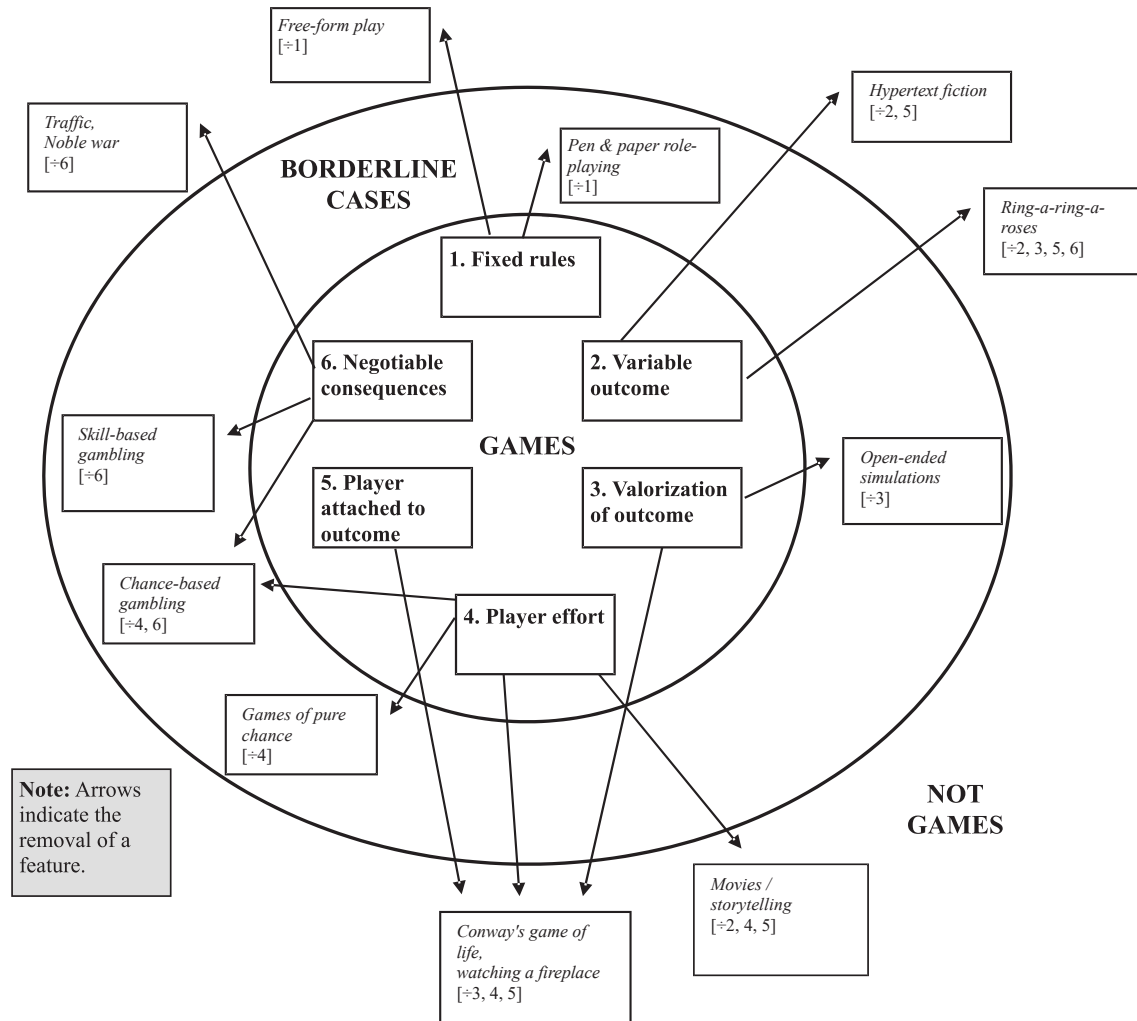 Free-form play
[÷1]
Hypertext fiction
[÷2, 5]
Traffic,
Noble war
[÷6]
BORDERLINE
CASES
Pen & paper role-
playing
[÷1]
Ring-a-ring-a-
roses
[÷2, 3, 5, 6]
1. Fixed rules
6. Negotiable
consequences
2. Variable
outcome
Skill-based
gambling
[÷6]
GAMES
Open-ended
simulations
[÷3]
5. Player
attached to
outcome
3. Valorization
of outcome
Chance-based
gambling
[÷4, 6]
4. Player effort
Games of pure
chance
[÷4]
Note: Arrows
indicate the
removal of a
feature.
NOT
GAMES
Movies /
storytelling
[÷2, 4, 5]
Conway's game of
life,
watching a fireplace
[÷3, 4, 5]